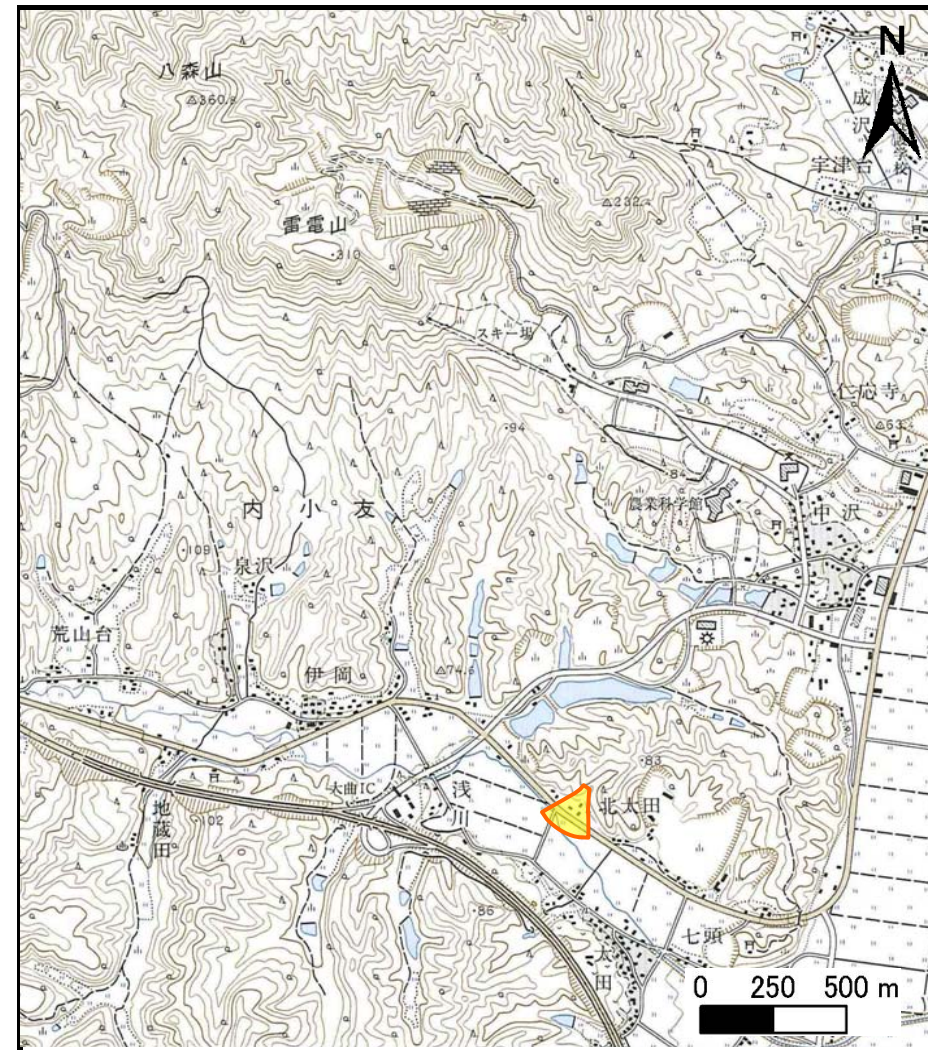 N
八森山
△360.8
成沢
宇津台
△232.
雷電山
・310
スキー場
仁応寺
△63.4
・94
・84
農業科学館
中沢
内小友
・109
泉沢
荒山台
伊岡
△74.5
・83
大曲IC
浅川
北太田
地蔵田
・102
・86
七頭
太田
0 250 500 m